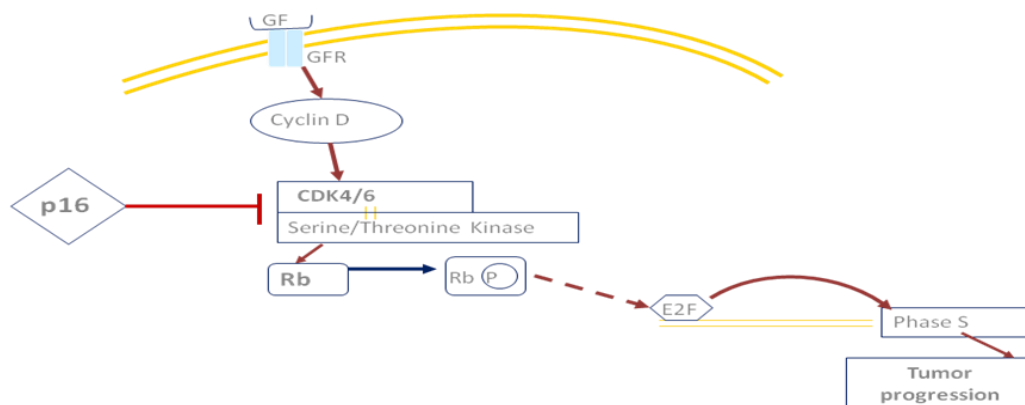 GF
GFR
Cyclin D
p16
CDK4/6
Serine/Threonine Kinase
Rb
Rb P
E2F
Phase S
Tumor
progression